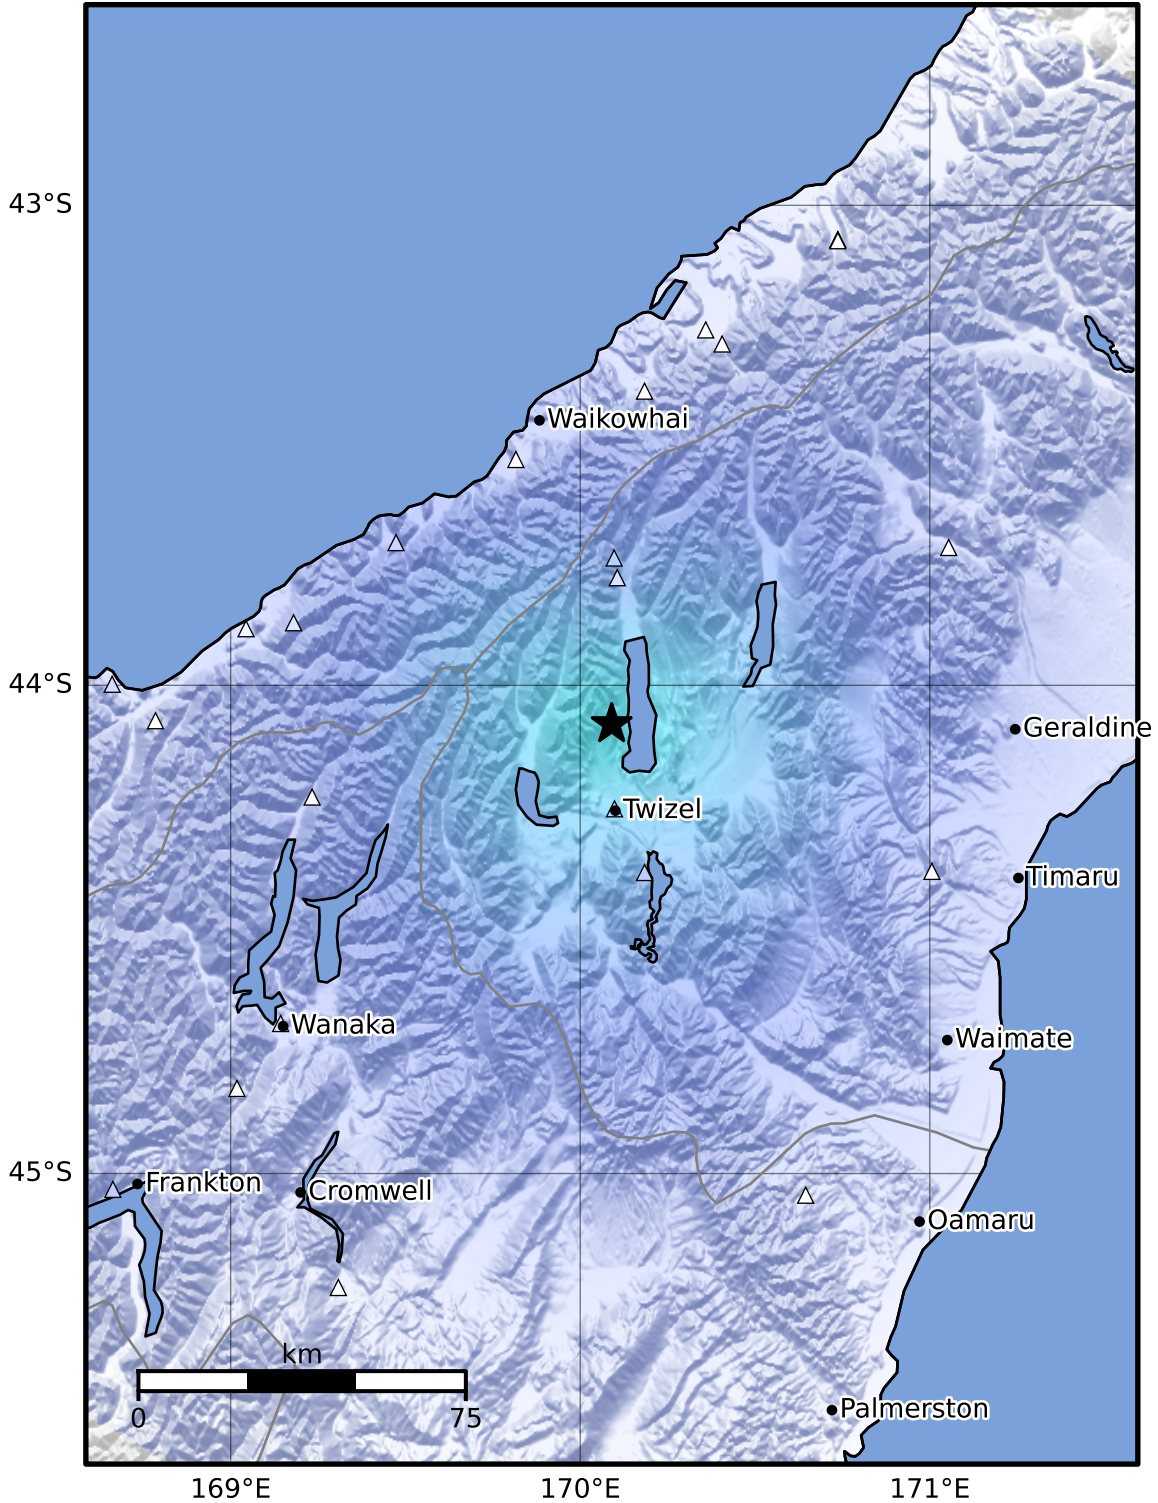 43°S
Waikowhai
44°S
Geraldine
Twizel
Timaru
Wanaka
Waimate
45°S
Frankton
Cromwell
Oamaru
km
0
75
Palmerston
169°E
170°E
171°E